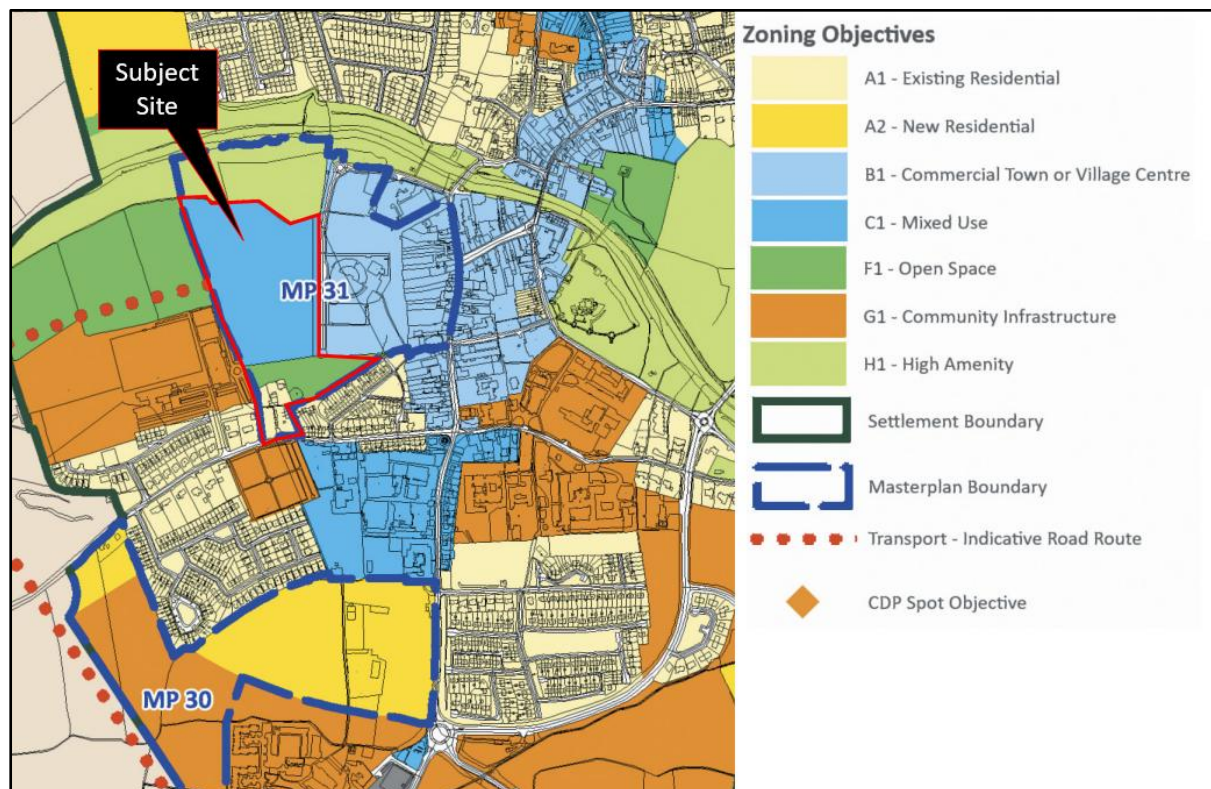 Subject
Site
MP 31
MP 30
Zoning Objectives
A1 - Existing Residential
A2 - New Residential
B1 - Commercial Town or Village Centre
C1 - Mixed Use
F1 - Open Space
G1 - Community Infrastructure
H1 - High Amenity
Settlement Boundary
Masterplan Boundary
Transport - Indicative Road Route
CDP Spot Objective